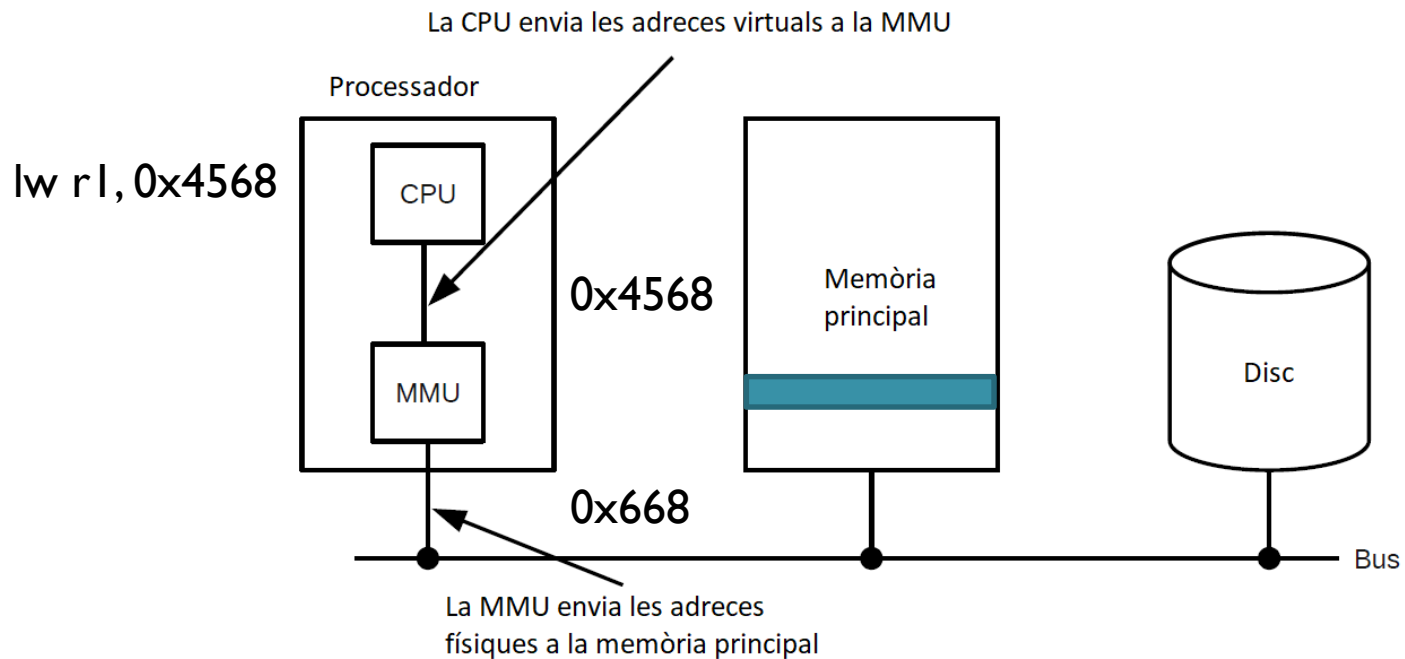 La CPU envia les adreces virtuals a la MMU
Processador
lw r1, 0x4568
CPU
0x4568
Memòria
principal
Disc
MMU
0x668
Bus
La MMU envia les adreces
físiques a la memòria principal